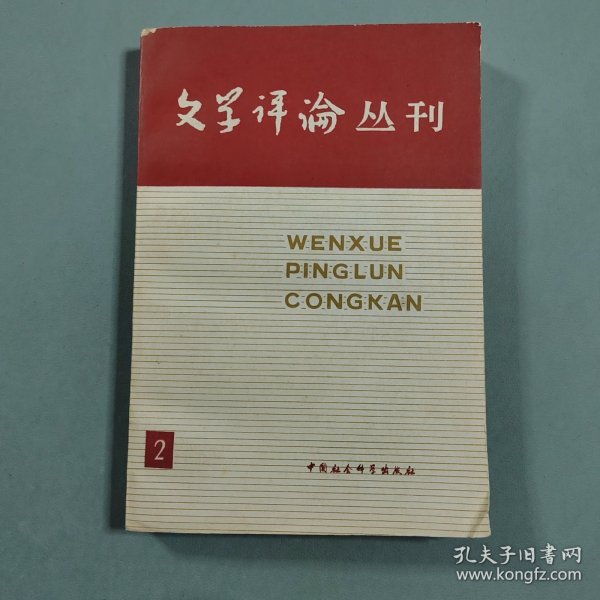 文学评论丛刊
WENXUE
PINGLUN
CONGKAN
2
中国社会科学出版社
孔夫子旧書网
www.kongfz.com